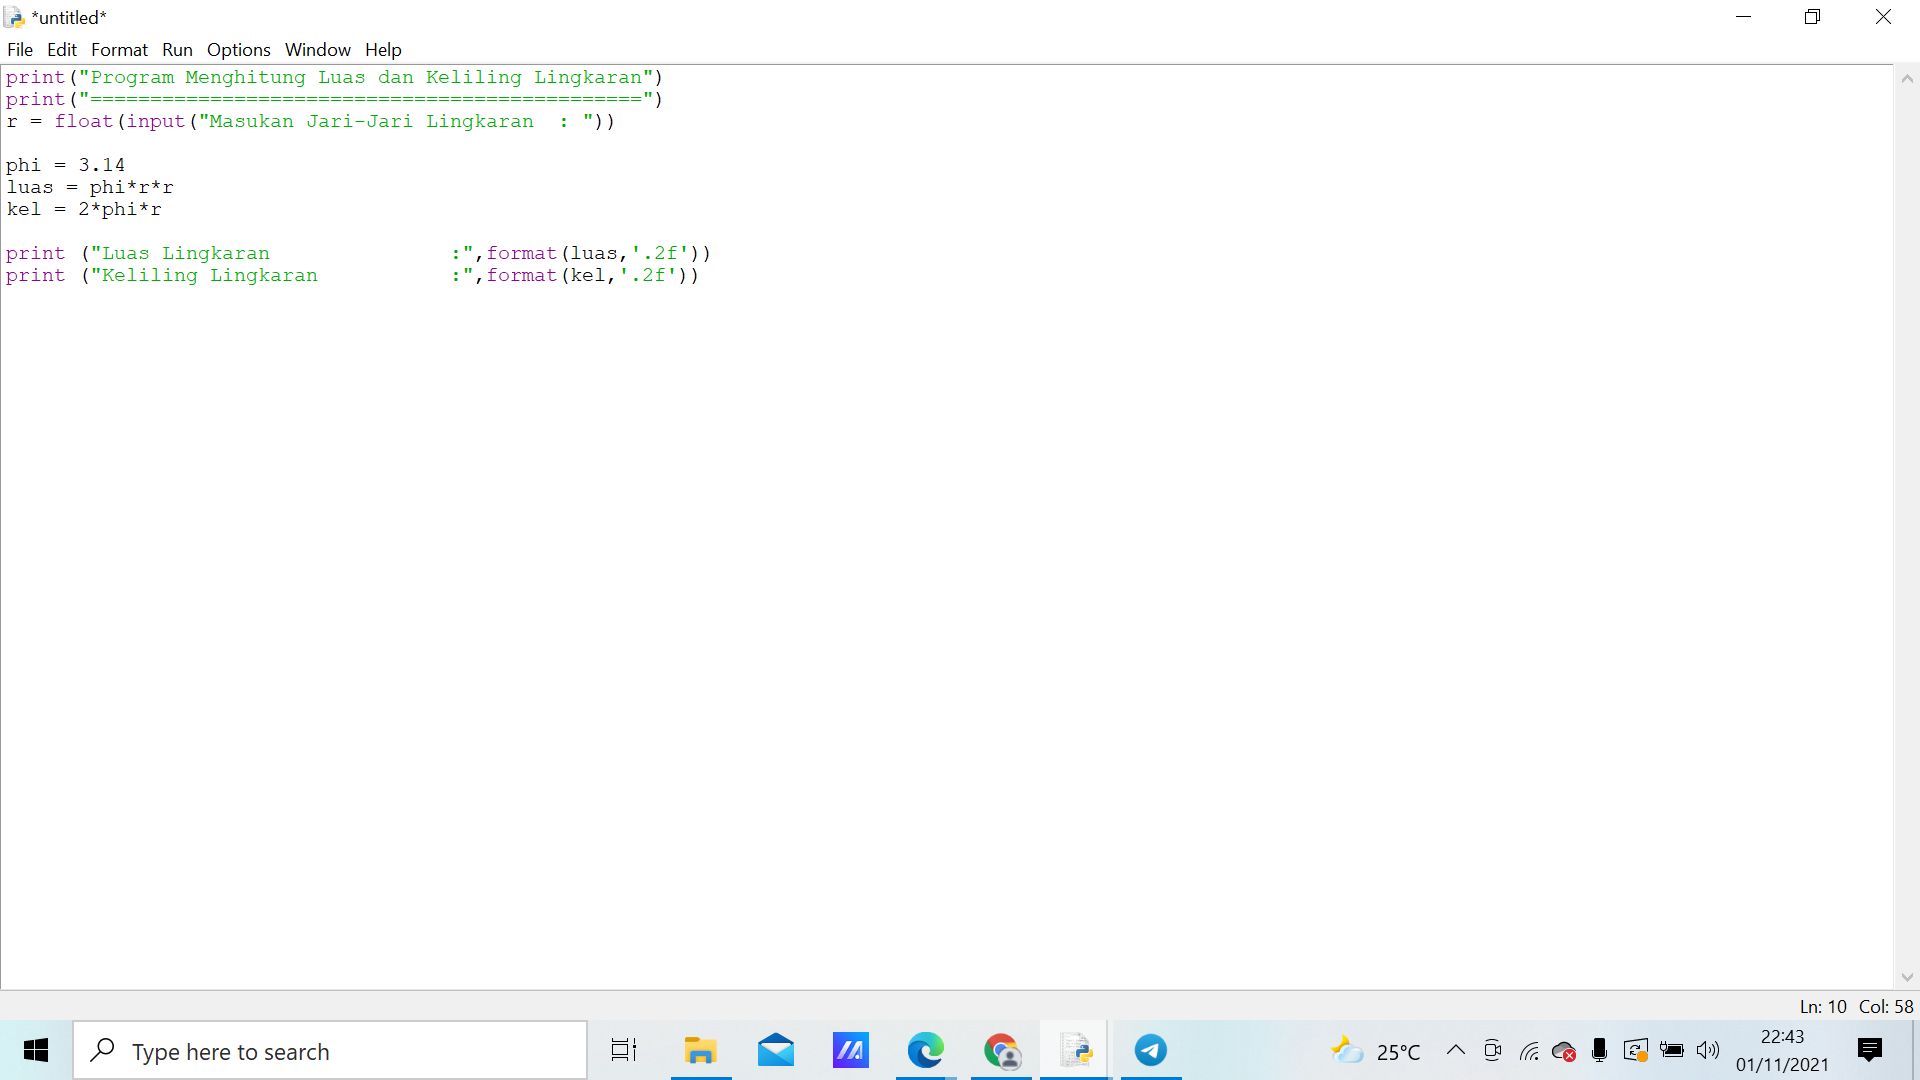 *untitled*
File Edit Format Run Options Window Help
print("Program Menghitung Luas dan Keliling Lingkaran")
print("==============================================")
r = float(input("Masukan Jari-Jari Lingkaran  : "))
phi = 3.14
luas = phi*r*r
kel = 2*phi*r
print ("Luas Lingkaran               :",format(luas,'.2f'))
print ("Keliling Lingkaran           :",format(kel,'.2f'))
Ln: 10 Col: 58
Type here to search
25°C
22:43
01/11/2021